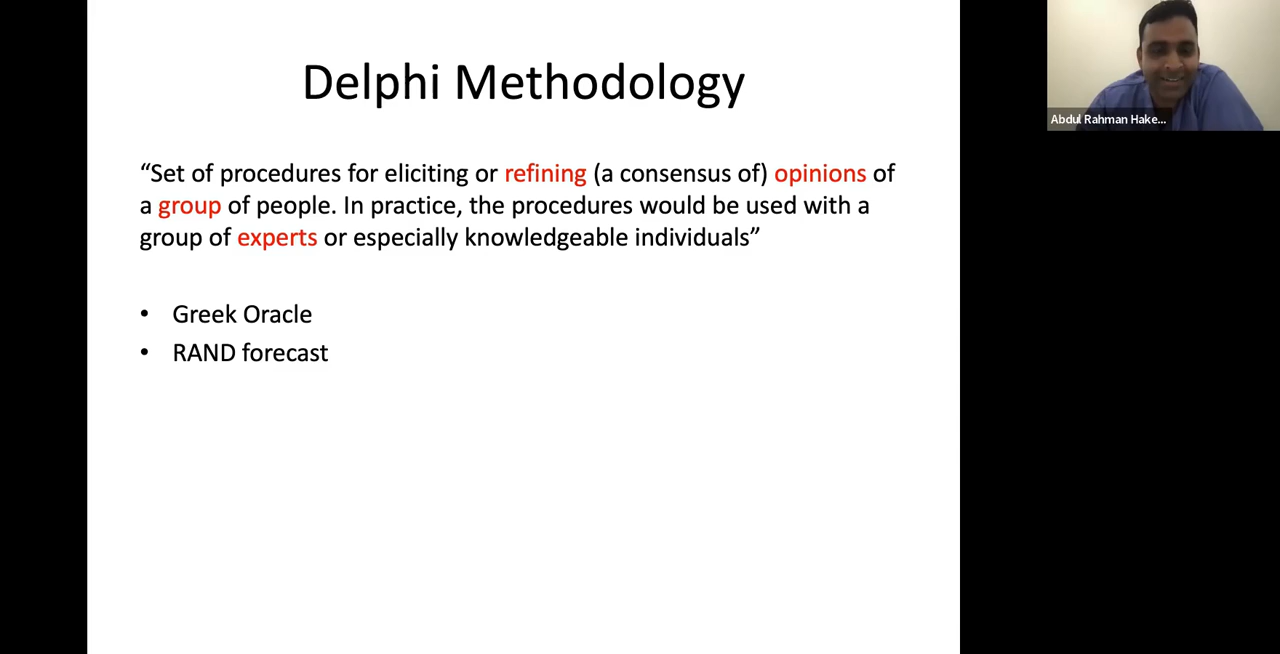 Delphi Methodology
“Set of procedures for eliciting or refining (a consensus of) opinions of
a group of people. In practice, the procedures would be used with a
group of experts or especially knowledgeable individuals”
• Greek Oracle
• RAND forecast
Abdul Rahman Hake...